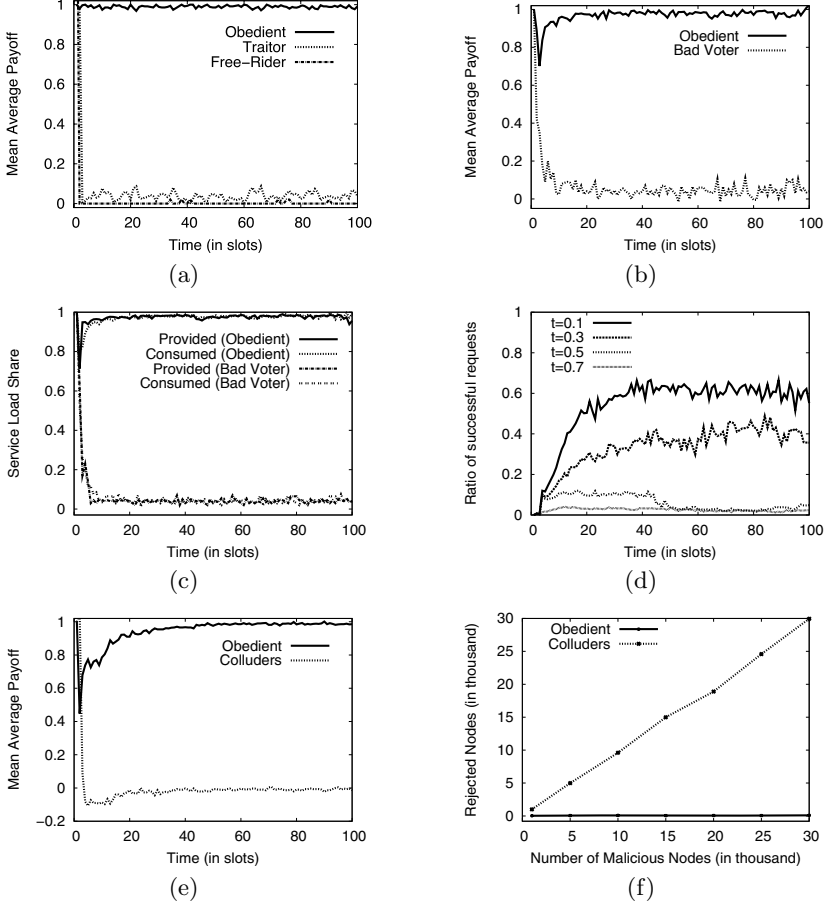 Mean Average Payoff
1
0.8
0.6
0.4
0.2
0
Obedient
Traitor
Free−Rider
0 20 40 60 80 100
Time (in slots)
(a)
Mean Average Payoff
1
0.8
0.6
0.4
0.2
0
Obedient
Bad Voter
0 20 40 60 80 100
Time (in slots)
(b)
Service Load Share
1
0.8
0.6
0.4
0.2
0
Provided (Obedient)
Consumed (Obedient)
Provided (Bad Voter)
Consumed (Bad Voter)
0 20 40 60 80 100
Time (in slots)
(c)
Ratio of successful requests
1
0.8
0.6
0.4
0.2
0
t=0.1
t=0.3
t=0.5
t=0.7
0 20 40 60 80 100
Time (in slots)
(d)
Mean Average Payoff
1
0.8
0.6
0.4
0.2
0
−0.2
Obedient
Colluders
0 20 40 60 80 100
Time (in slots)
(e)
Rejected Nodes (in thousand)
30
25
20
15
10
5
0
Obedient
Colluders
0 5 10 15 20 25 30
Number of Malicious Nodes (in thousand)
(f)